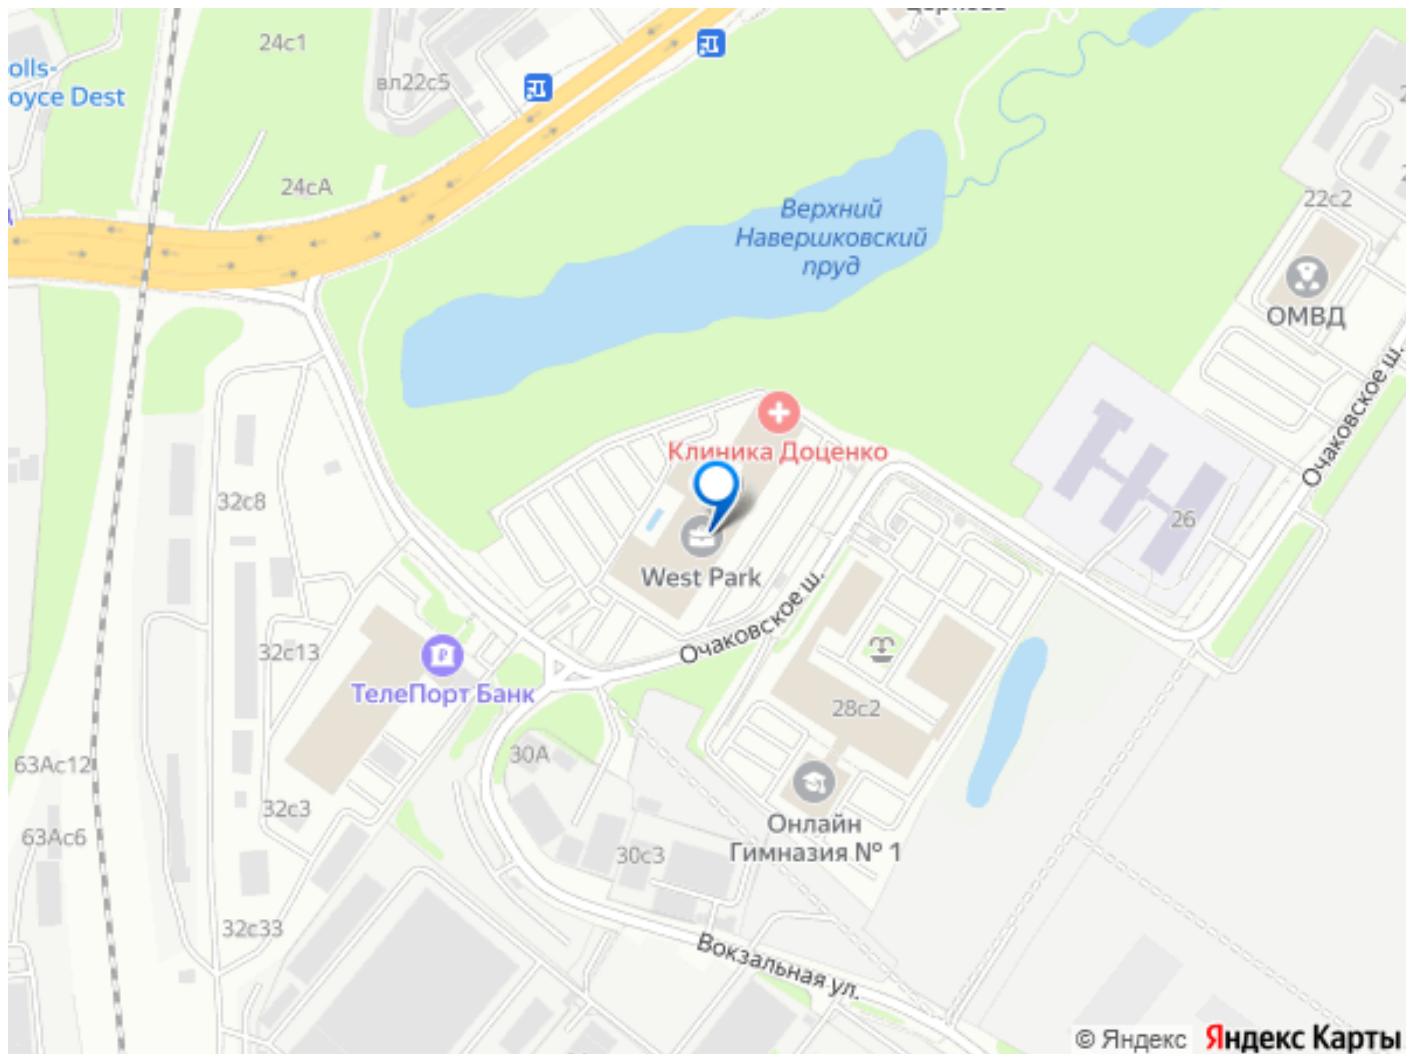 24с1
вл22с5
olls-
oyce Dest
24сА
Верхний
Навершковский
пруд
22с2
ОМВД
Очаковское ш.
Клиника Доценко
32с8
26
West Park
Очаковское ш.
32с13
ТелеПорт Банк
28с2
30А
63Ас12
32с3
63Ас6
Онлайн
Гимназия № 1
30с3
32с33
Вокзальная ул.
© Яндекс Яндекс Карты